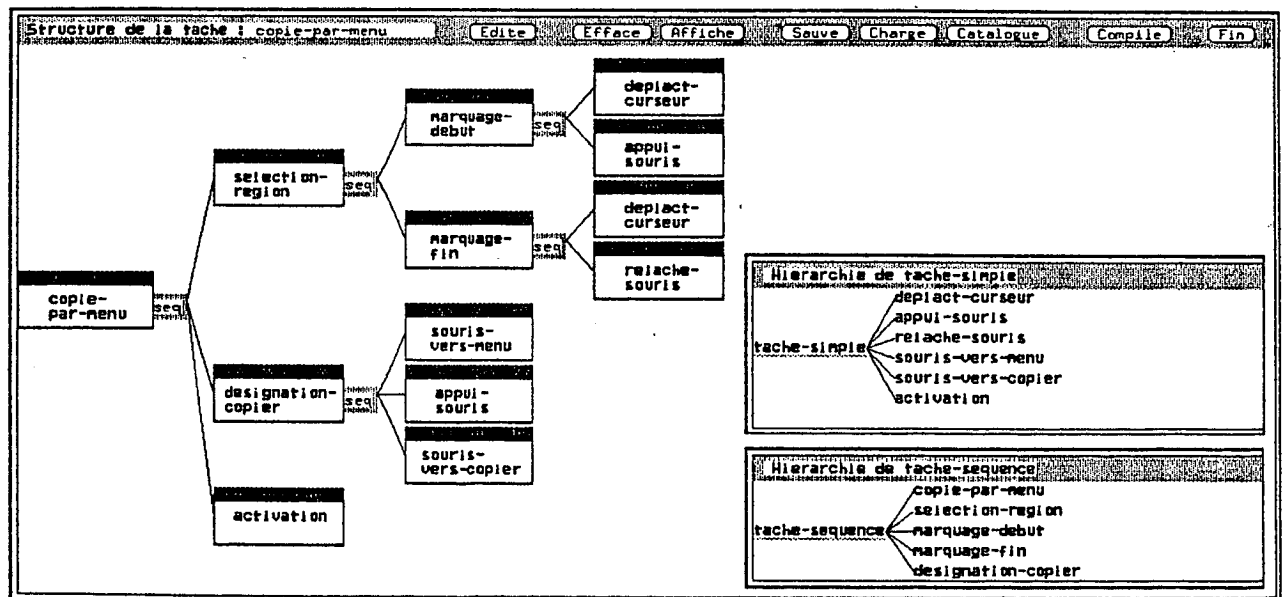 Structure de la tache : copie-par-menu Edite Efface Affiche Sauve Charge Catalogue Compile Fin
copie-
par-menu
seq
selection-
region
seq
marquage-
debut
seq
deplact-
curseur
appui-
souris
marquage-
fin
seq
deplact-
curseur
relache-
souris
designation-
copier
seq
souris-
vers-menu
appui-
souris
souris-
vers-copier
activation
Hierarchie de tache-simple
tache-simple
deplact-curseur
appui-souris
relache-souris
souris-vers-menu
souris-vers-copier
activation
Hierarchie de tache-sequence
tache-sequence
copie-par-menu
selection-region
marquage-debut
marquage-fin
designation-copier